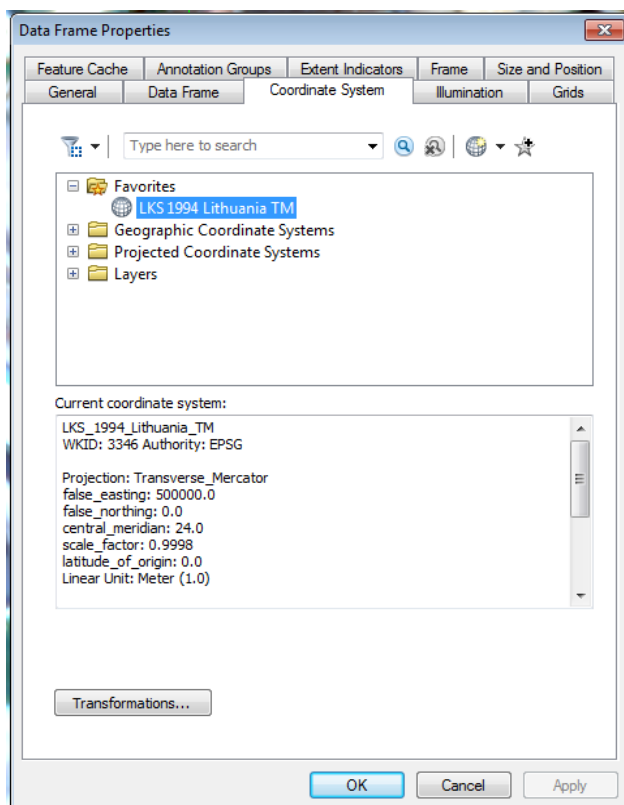 Data Frame Properties
Feature Cache Annotation Groups Extent Indicators Frame Size and Position
General Data Frame Coordinate System Illumination Grids
Type here to search
Favorites
LKS 1994 Lithuania TM
Geographic Coordinate Systems
Projected Coordinate Systems
Layers
Current coordinate system:
LKS_1994_Lithuania_TM
WKID: 3346 Authority: EPSG
Projection: Transverse_Mercator
false_easting: 500000.0
false_northing: 0.0
central_meridian: 24.0
scale_factor: 0.9998
latitude_of_origin: 0.0
Linear Unit: Meter (1.0)
Transformations...
OK Cancel Apply